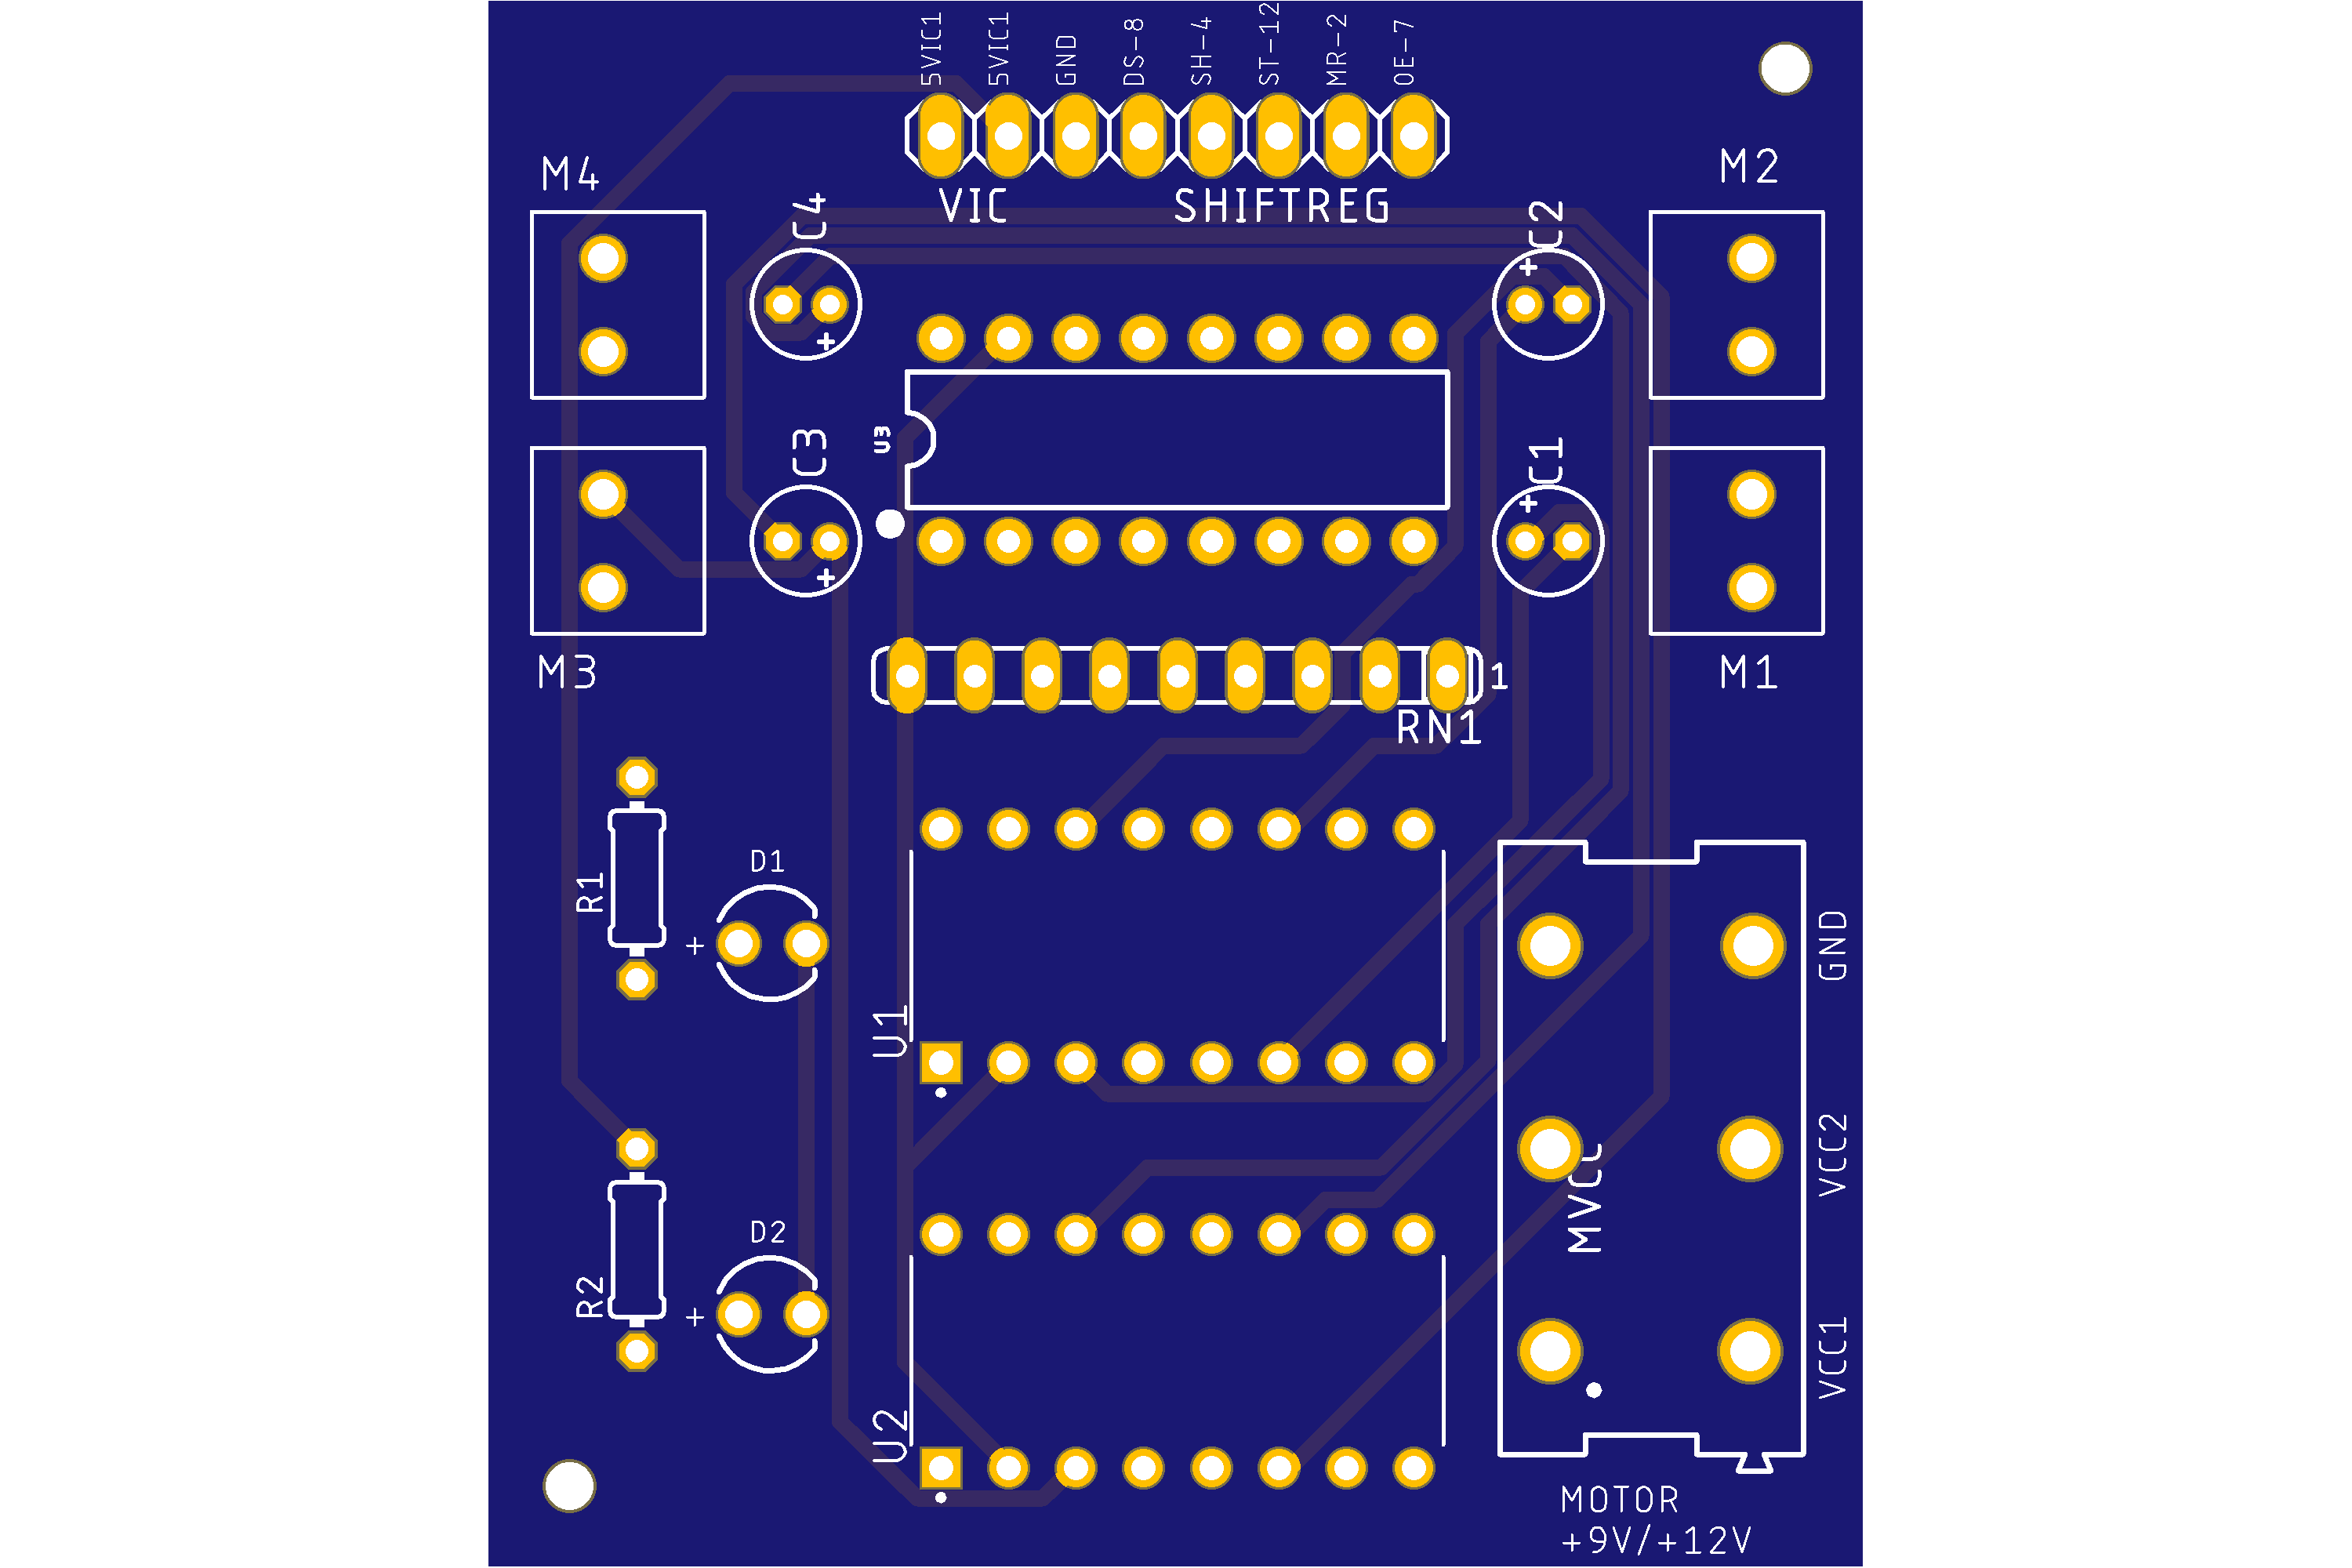 5VIC1
5VIC1
GND
DS-8
SH-4
ST-12
MR-2
OE-7
M4
M2
VIC
SHIFTREG
C4
+
C2
+
C3
+
U3
C1
+
M3
M1
1
RN1
R1
D1
+
U1
GND
VCC2
MVCC
R2
D2
+
U2
VCC1
MOTOR
+9V/+12V